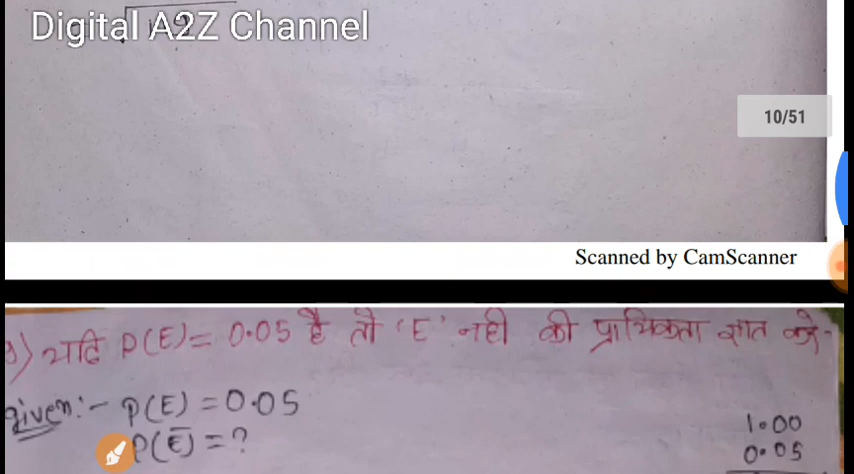 Digital A2Z Channel
10/51
Scanned by CamScanner
9) यदि P(E) = 0.05 है तो 'E' नही की प्रायिकता ज्ञात करे-
given:- P(E) = 0.05
P(Ē) = ?
1.00
0.05